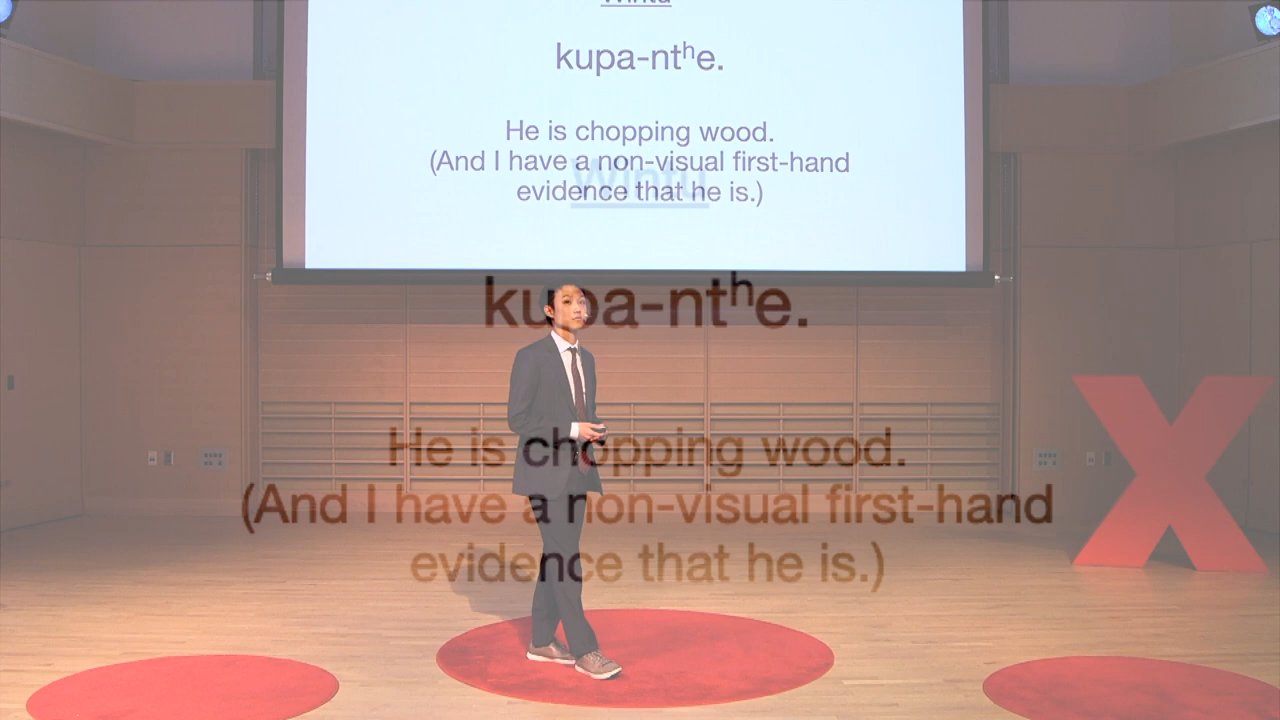 Wintu
kupa-ntʰe.
He is chopping wood.
(And I have a non-visual first-hand
evidence that he is.)
Wintu
kupa-ntʰe.
He is chopping wood.
(And I have a non-visual first-hand
evidence that he is.)
X